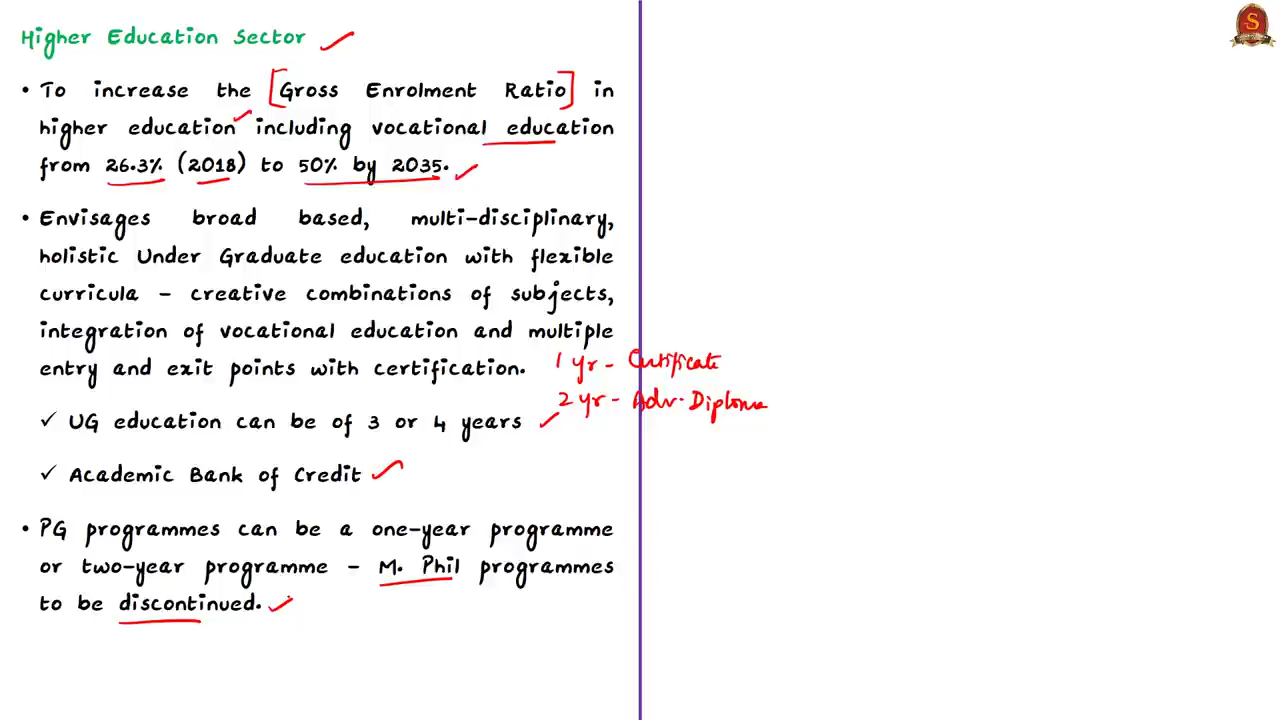 Higher Education Sector
• To increase the [Gross Enrolment Ratio] in
higher education including vocational education
from 26.3% (2018) to 50% by 2035.
• Envisages broad based, multi-disciplinary,
holistic Under Graduate education with flexible
curricula – creative combinations of subjects,
integration of vocational education and multiple
entry and exit points with certification.
1 yr - Certificate
2 yr - Adv. Diploma
✓ UG education can be of 3 or 4 years
✓ Academic Bank of Credit
• PG programmes can be a one-year programme
or two-year programme – M. Phil programmes
to be discontinued.
S